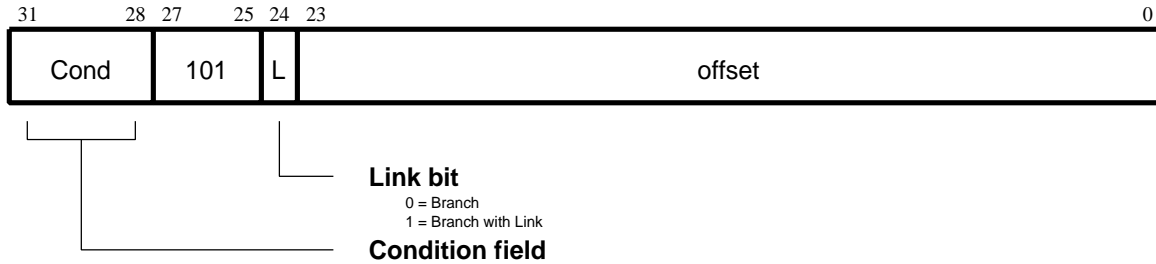 31 28 27 25 24 23 0
Cond 101 L offset
Link bit
0 = Branch
1 = Branch with Link
Condition field